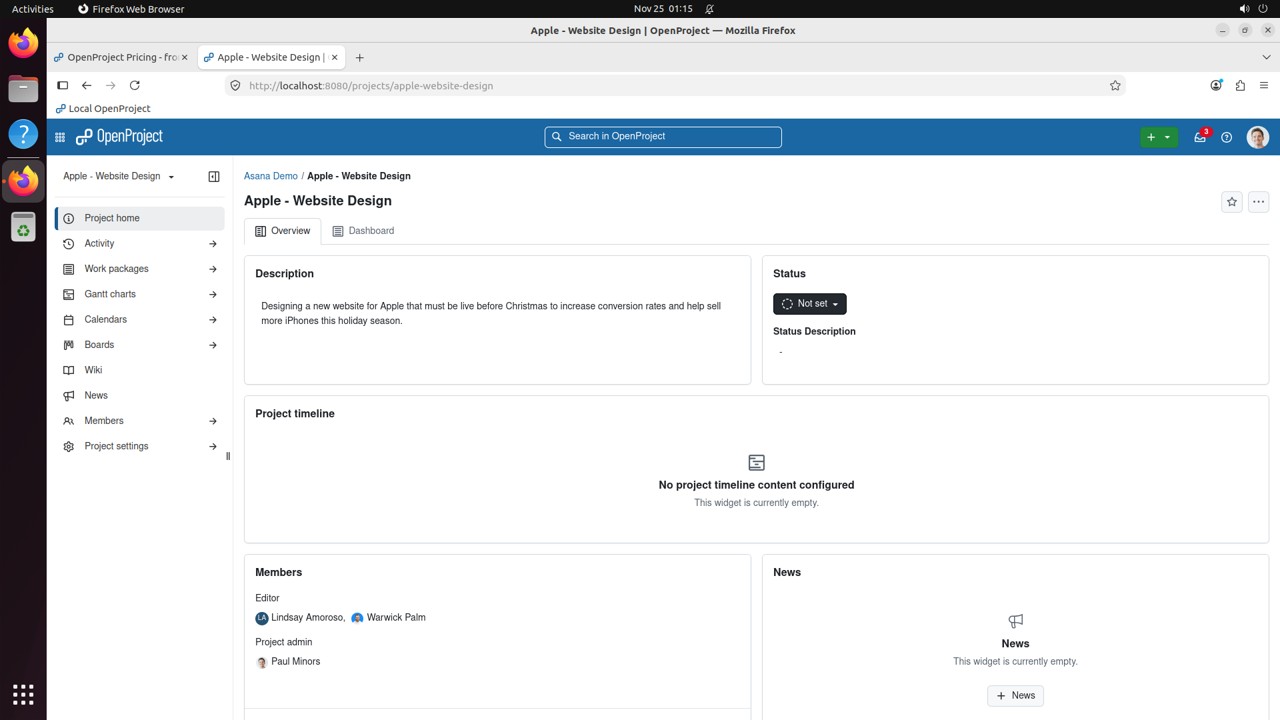 Activities
Firefox Web Browser
Nov 25 01:15
Apple - Website Design | OpenProject — Mozilla Firefox
OpenProject Pricing - fro
Apple - Website Design |
http://localhost:8080/projects/apple-website-design
Local OpenProject
OpenProject
Search in OpenProject
3
Apple - Website Design
Project home
Activity
Work packages
Gantt charts
Calendars
Boards
Wiki
News
Members
Project settings
Asana Demo / Apple - Website Design
Apple - Website Design
Overview
Dashboard
Description
Designing a new website for Apple that must be live before Christmas to increase conversion rates and help sell
more iPhones this holiday season.
Status
Not set
Status Description
-
Project timeline
No project timeline content configured
This widget is currently empty.
Members
Editor
LA Lindsay Amoroso, Warwick Palm
Project admin
Paul Minors
News
News
This widget is currently empty.
+ News